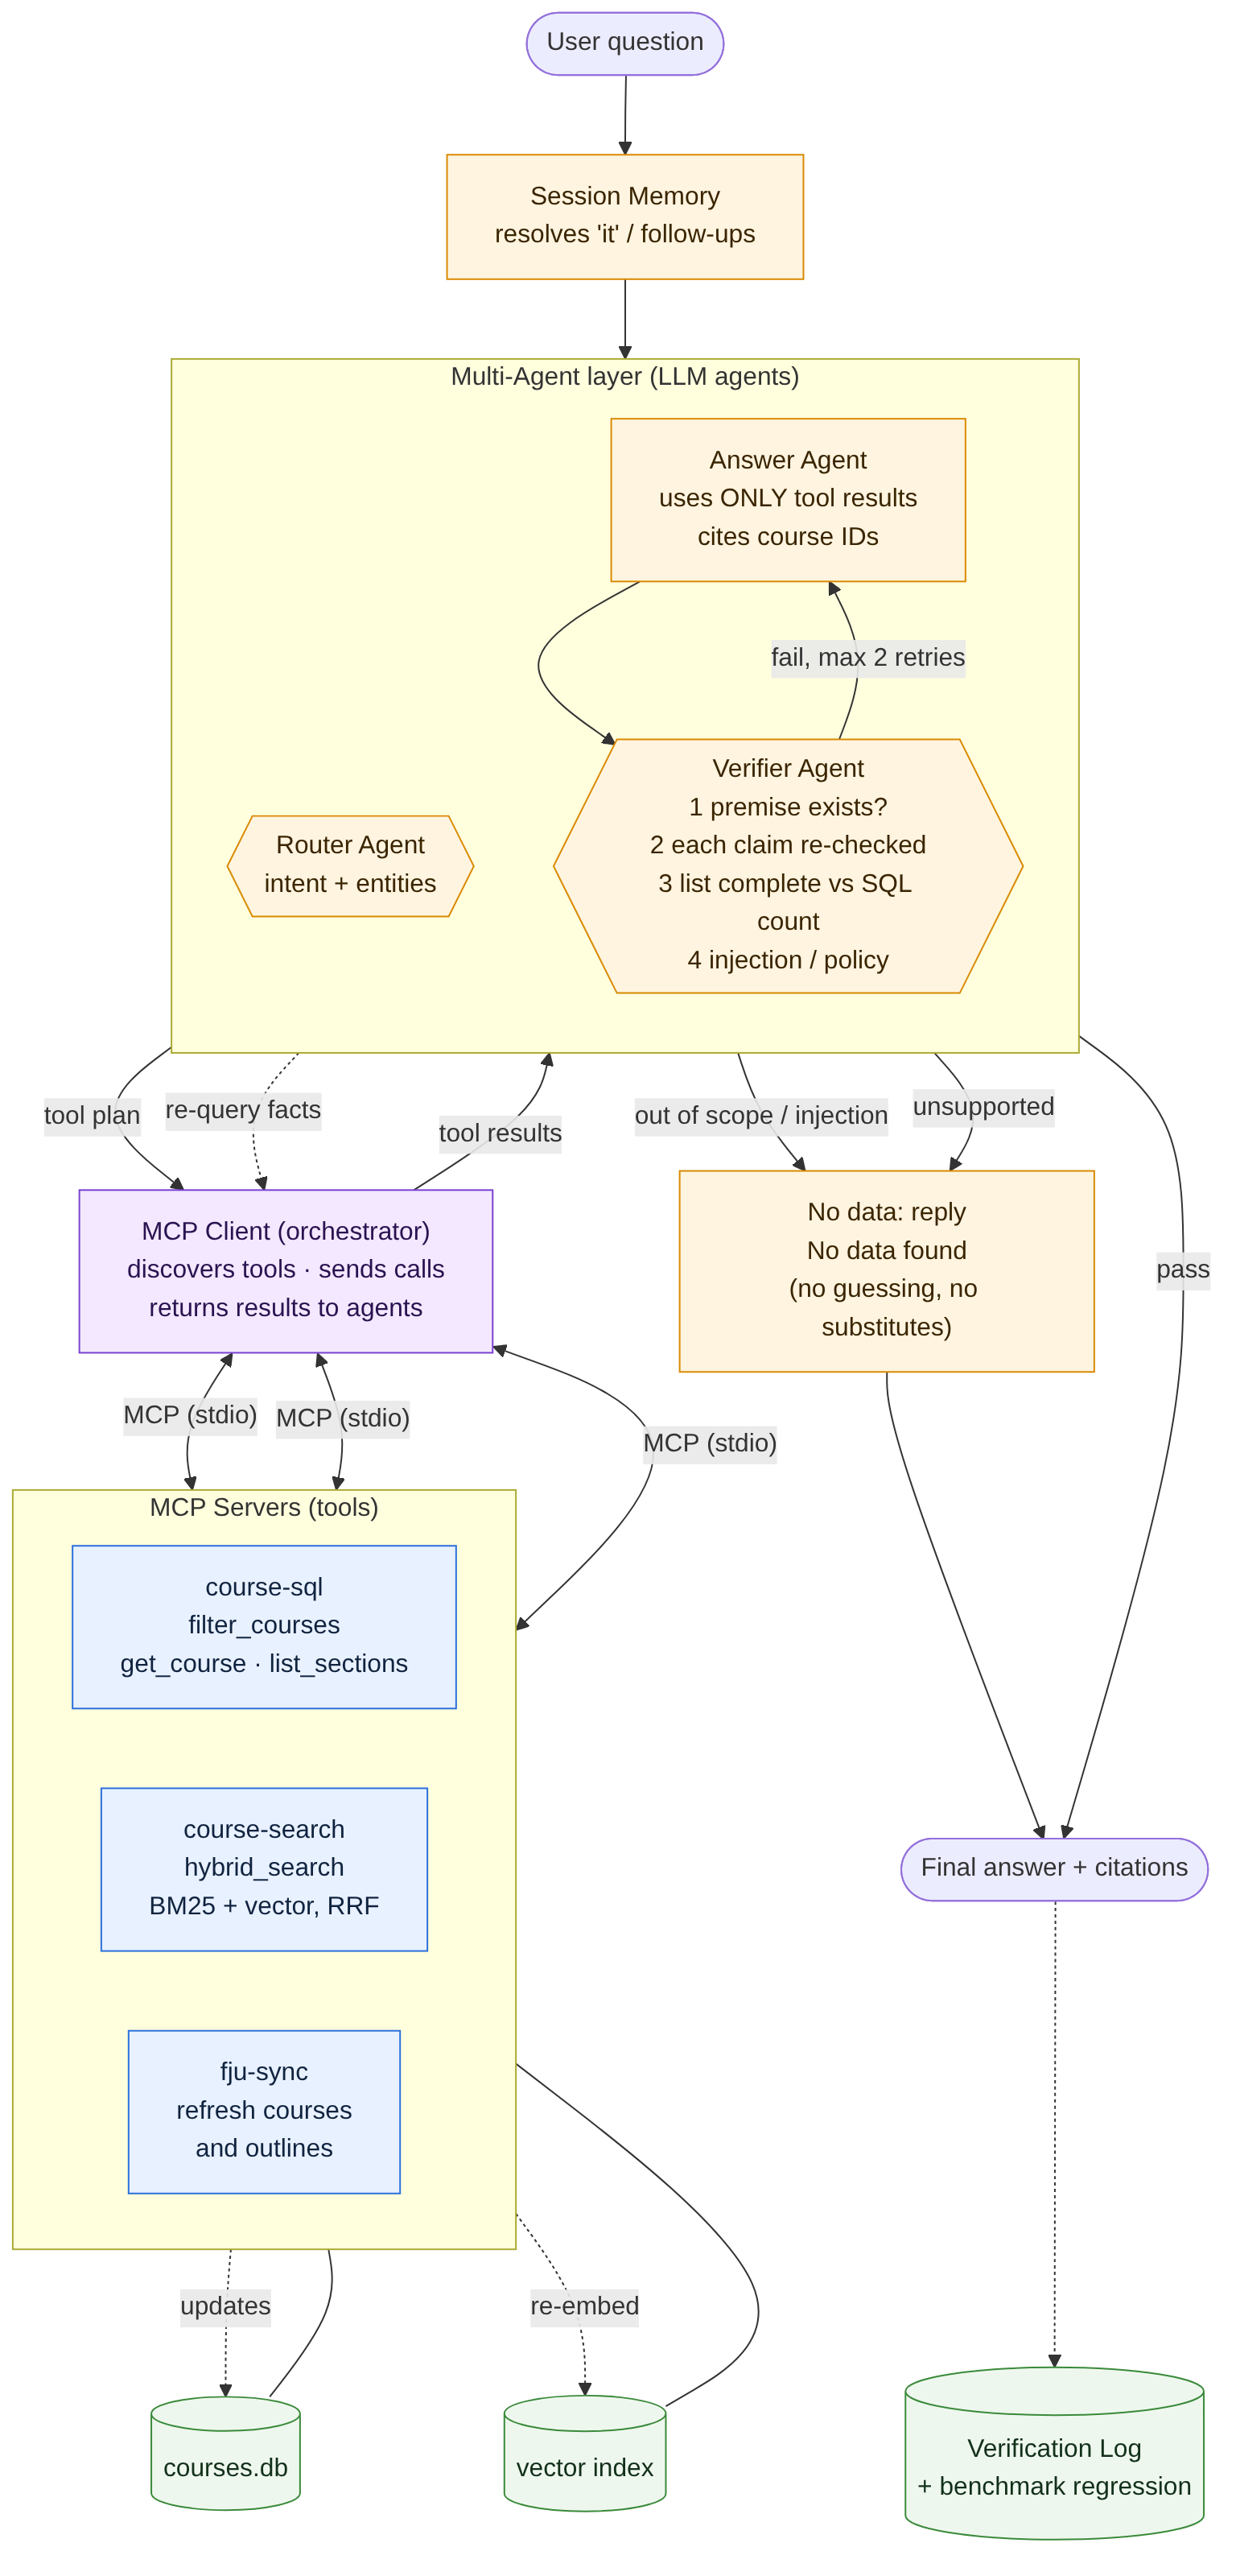 User question
Session Memory
resolves 'it' / follow-ups
Multi-Agent layer (LLM agents)
Answer Agent
uses ONLY tool results
cites course IDs
fail, max 2 retries
Verifier Agent
1 premise exists?
2 each claim re-checked
3 list complete vs SQL
count
4 injection / policy
Router Agent
intent + entities
tool plan
re-query facts
tool results
out of scope / injection
unsupported
pass
MCP Client (orchestrator)
discovers tools · sends calls
returns results to agents
No data: reply
No data found
(no guessing, no
substitutes)
MCP (stdio)
MCP (stdio)
MCP (stdio)
MCP Servers (tools)
course-sql
filter_courses
get_course · list_sections
course-search
hybrid_search
BM25 + vector, RRF
fju-sync
refresh courses
and outlines
Final answer + citations
updates
re-embed
courses.db
vector index
Verification Log
+ benchmark regression